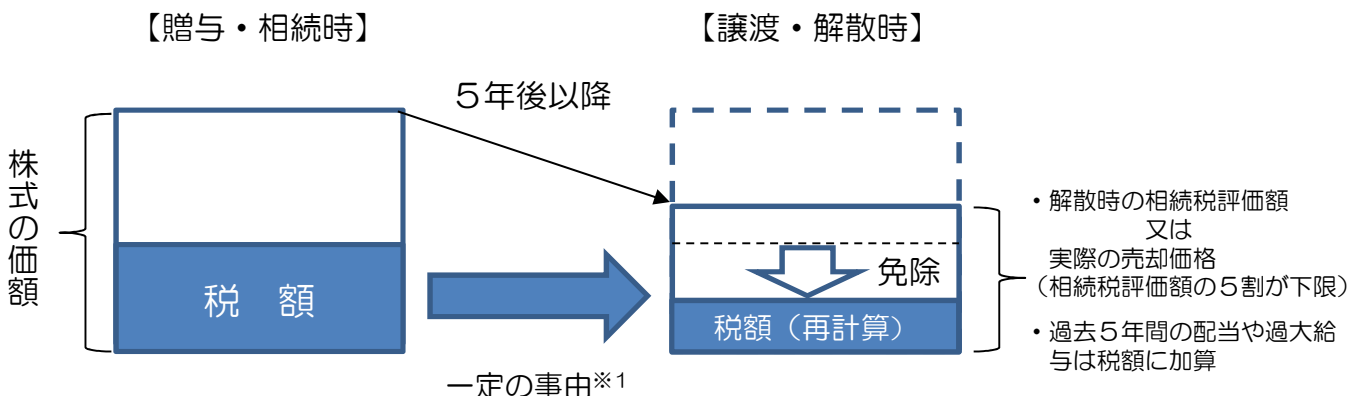 【贈与・相続時】
【譲渡・解散時】
５年後以降
株式の価額
税　額
免除
税額（再計算）
一定の事由※1
・解散時の相続税評価額
又は
実際の売却価格
（相続税評価額の５割が下限）
・過去５年間の配当や過大給
与は税額に加算